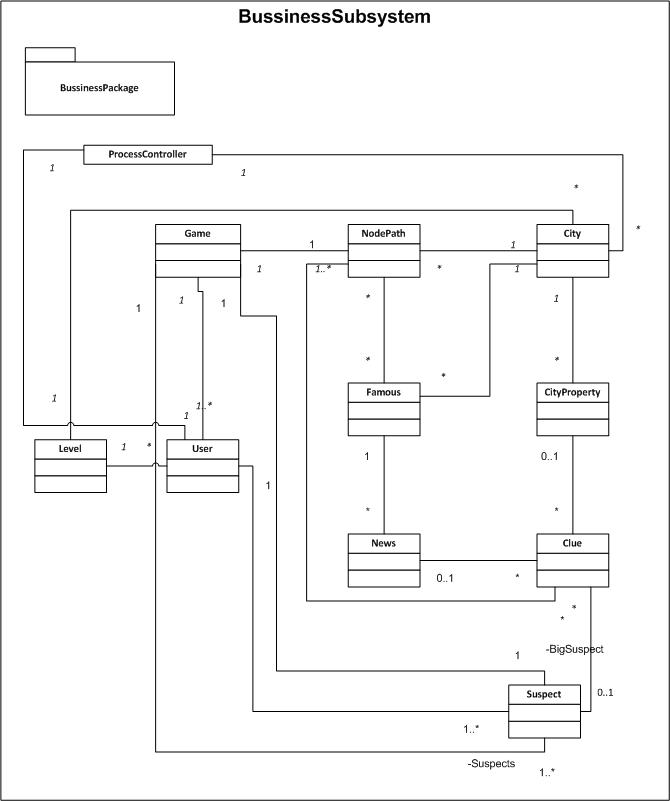 BussinessSubsystem
BussinessPackage
ProcessController
1
1
*
*
Game
NodePath
City
1
1
1
1..*
*
1
1
1
1
*
1
*
*
*
1
1..*
1
Famous
CityProperty
Level
User
1
*
1
0..1
1
*
*
News
Clue
0..1
*
*
*
1
-BigSuspect
Suspect
0..1
1..*
-Suspects
1..*